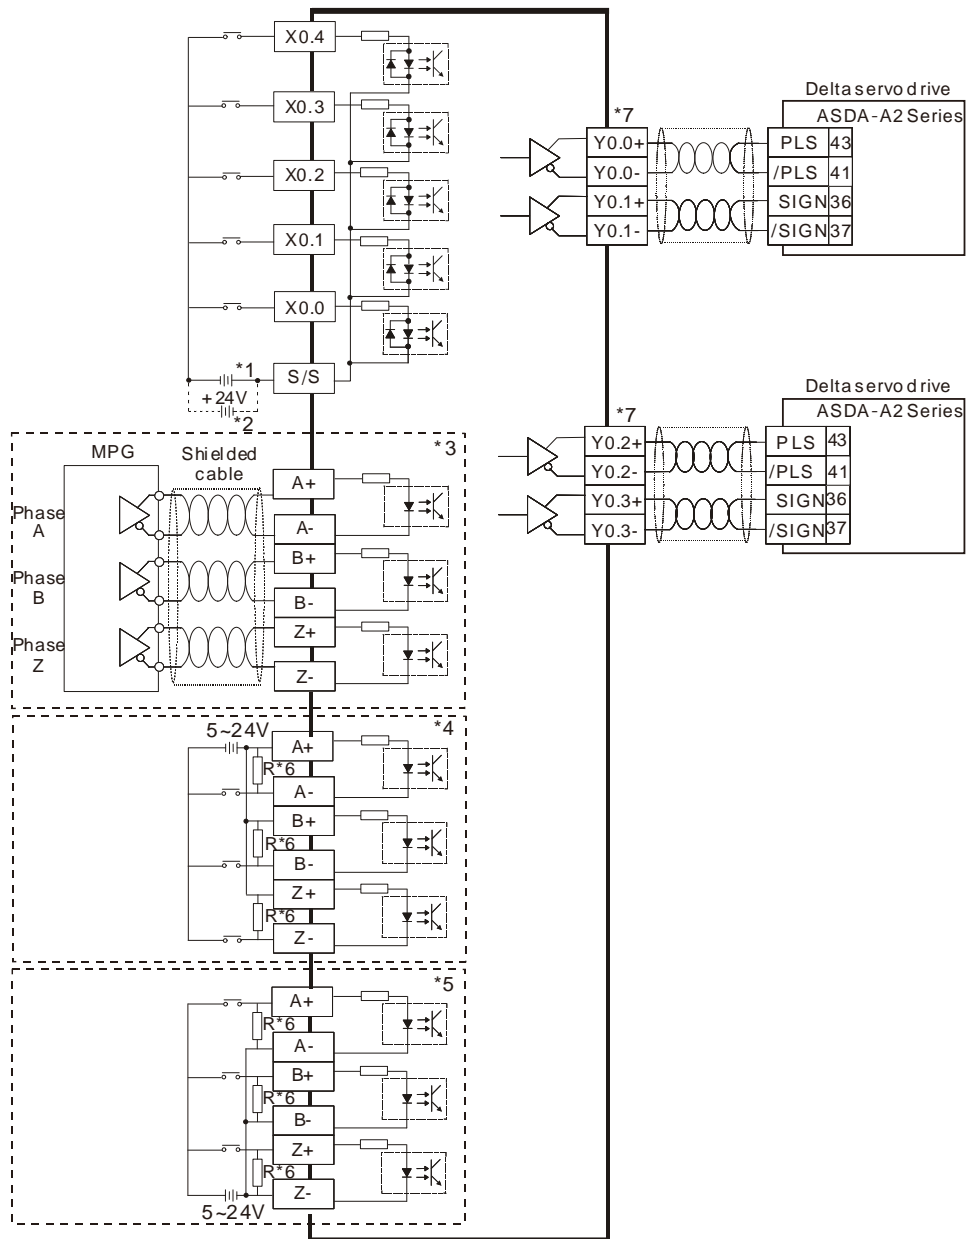 X0.4
X0.3
X0.2
X0.1
X0.0
*1
S/S
+24V
*2
*3
MPG
Shielded
cable
Phase
A
Phase
B
Phase
Z
A+
A-
B+
B-
Z+
Z-
*4
5~24V
A+
R*6
A-
B+
R*6
B-
Z+
R*6
Z-
*5
A+
R*6
A-
B+
R*6
B-
Z+
R*6
Z-
5~24V
Delta servo drive
ASDA-A2 Series
*7
Y0.0+
PLS 43
Y0.0-
/PLS 41
Y0.1+
SIGN 36
Y0.1-
/SIGN 37
Delta servo drive
ASDA-A2 Series
*7
Y0.2+
PLS 43
Y0.2-
/PLS 41
Y0.3+
SIGN 36
Y0.3-
/SIGN 37